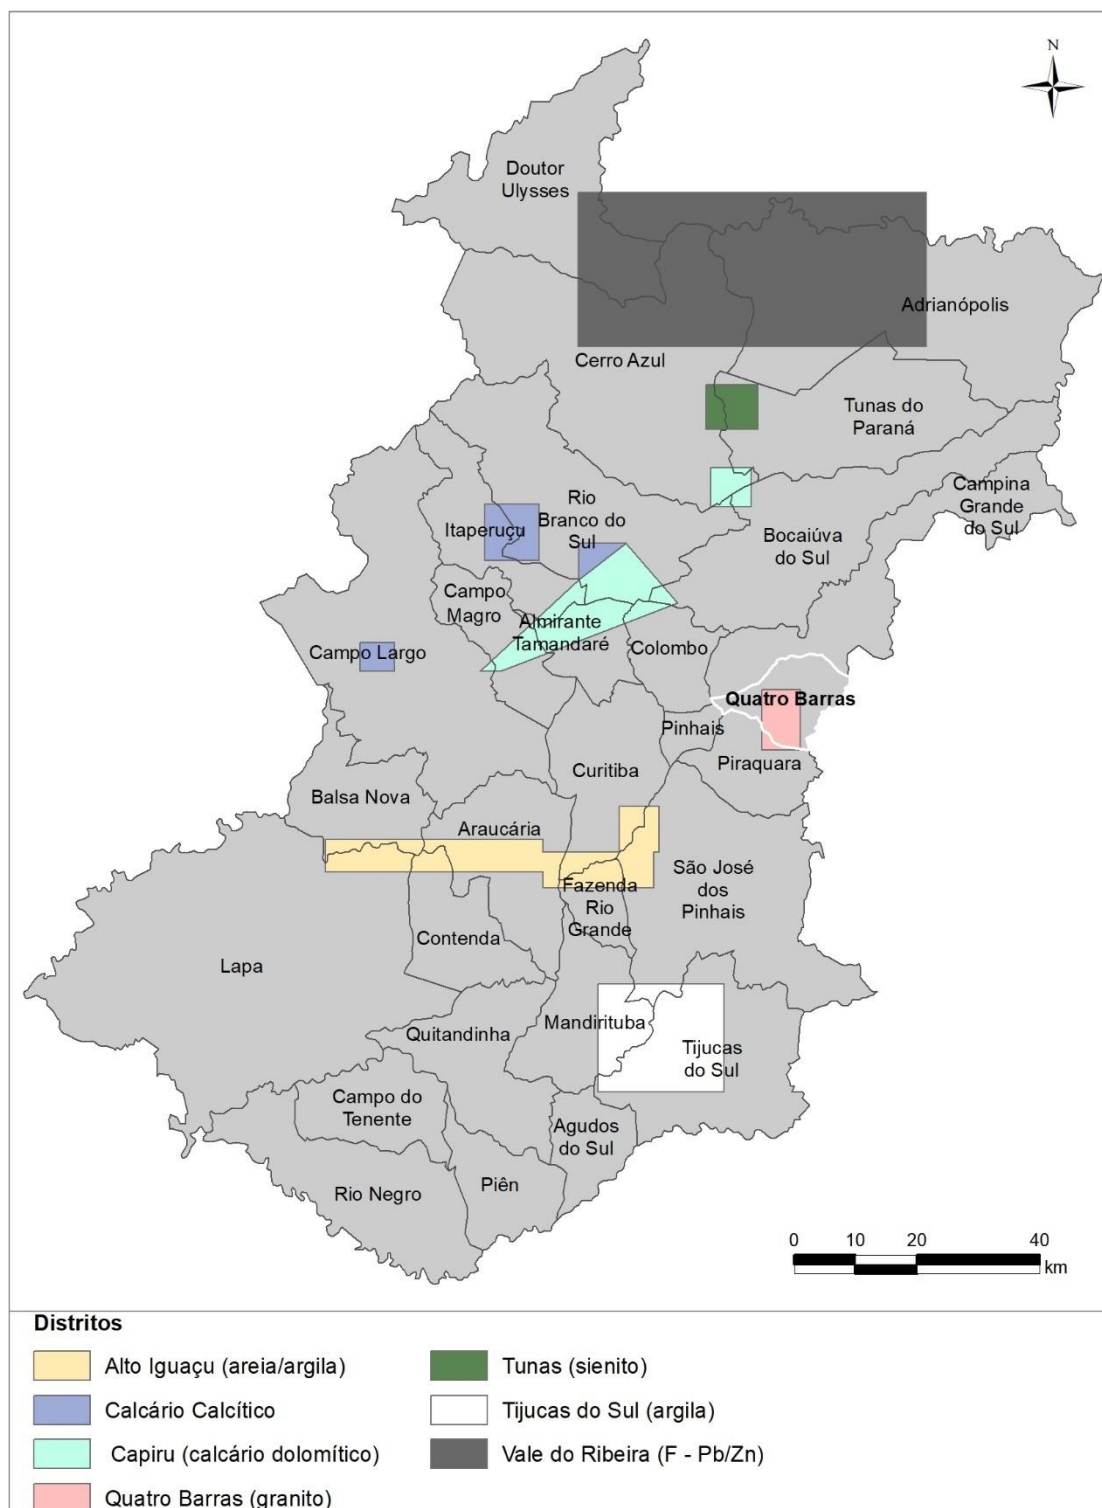 N
Doutor
Ulysses
Adrianópolis
Cerro Azul
Tunas do
Paraná
Campina
Grande
do Sul
Rio
Branco do
Sul
Itaperuçu
Bocaiúva
do Sul
Campo
Magro
Almirante
Tamandaré
Colombo
Campo Largo
Quatro Barras
Pinhais
Piraquara
Curitiba
Balsa Nova
Araucária
São José
dos
Pinhais
Fazenda
Rio
Grande
Contenda
Lapa
Mandirituba
Quitandinha
Tijucas
do Sul
Campo do
Tenente
Agudos
do Sul
Piên
Rio Negro
0 10 20 40
km
Distritos
Alto Iguaçu (areia/argila)
Calcário Calcítico
Capiru (calcário dolomítico)
Quatro Barras (granito)
Tunas (sienito)
Tijucas do Sul (argila)
Vale do Ribeira (F - Pb/Zn)